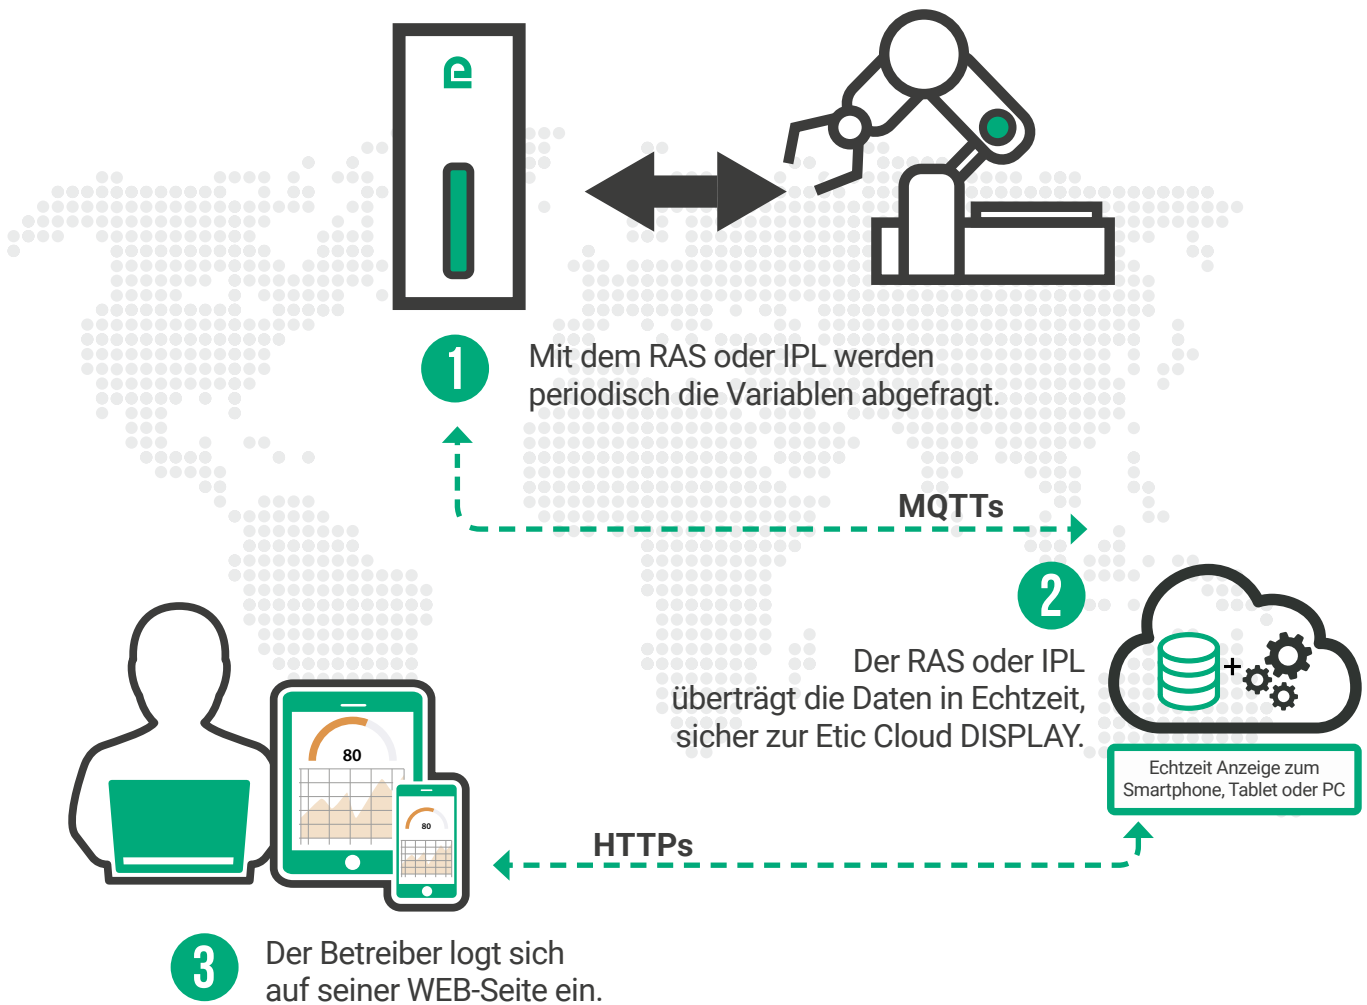 1
Mit dem RAS oder IPL werden
periodisch die Variablen abgefragt.
MQTTs
2
Der RAS oder IPL
überträgt die Daten in Echtzeit,
sicher zur Etic Cloud DISPLAY.
+
Echtzeit Anzeige zum
Smartphone, Tablet oder PC
80
80
HTTPs
3
Der Betreiber logt sich
auf seiner WEB-Seite ein.